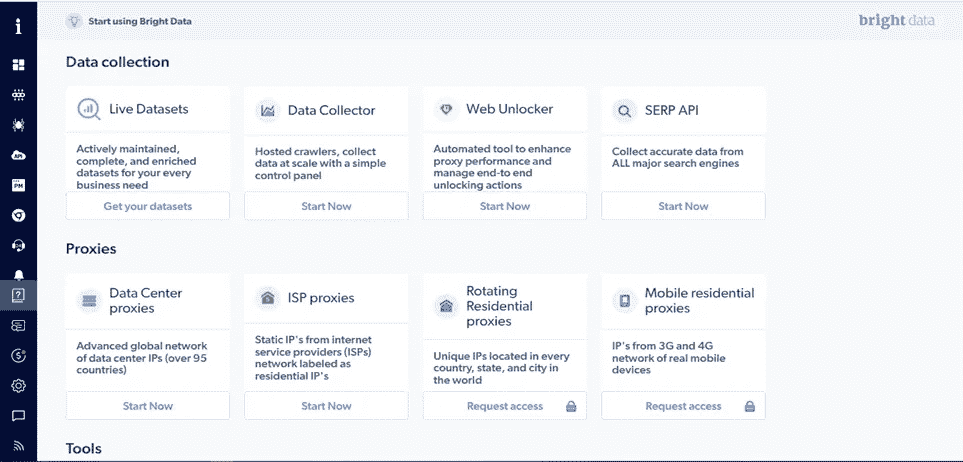 Start using Bright Data
bright data
Data collection
Live Datasets
Actively maintained,
complete, and enriched
datasets for your every
business need
Get your datasets
Data Collector
Hosted crawlers, collect
data at scale with a simple
control panel
Start Now
Web Unlocker
Automated tool to enhance
proxy performance and
manage end-to end
unlocking actions
Start Now
SERP API
Collect accurate data from
ALL major search engines
Start Now
Proxies
Data Center
proxies
Advanced global network
of data center IPs (over 95
countries)
Start Now
ISP proxies
Static IP's from internet
service providers (ISPs)
network labeled as
residential IP's
Start Now
Rotating
Residential
proxies
Unique IPs located in every
country, state, and city in
the world
Request access
Mobile residential
proxies
IP's from 3G and 4G
network of real mobile
devices
Request access
Tools
API
PM